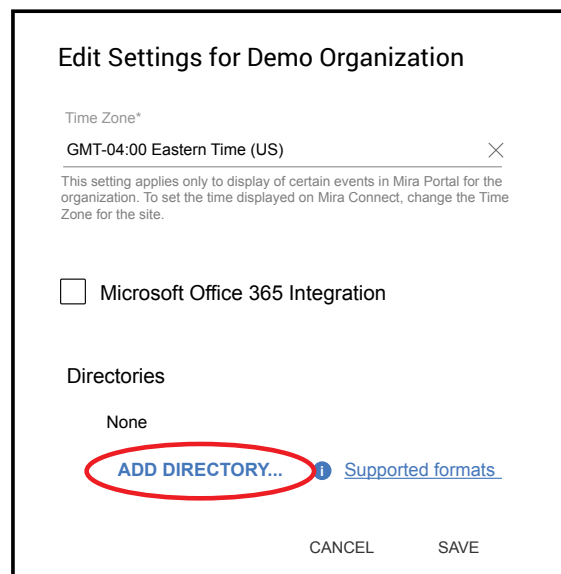 Edit Settings for Demo Organization
Time Zone*
GMT-04:00 Eastern Time (US)
This setting applies only to display of certain events in Mira Portal for the
organization. To set the time displayed on Mira Connect, change the Time
Zone for the site.
Microsoft Office 365 Integration
Directories
None
ADD DIRECTORY... i Supported formats
CANCEL SAVE